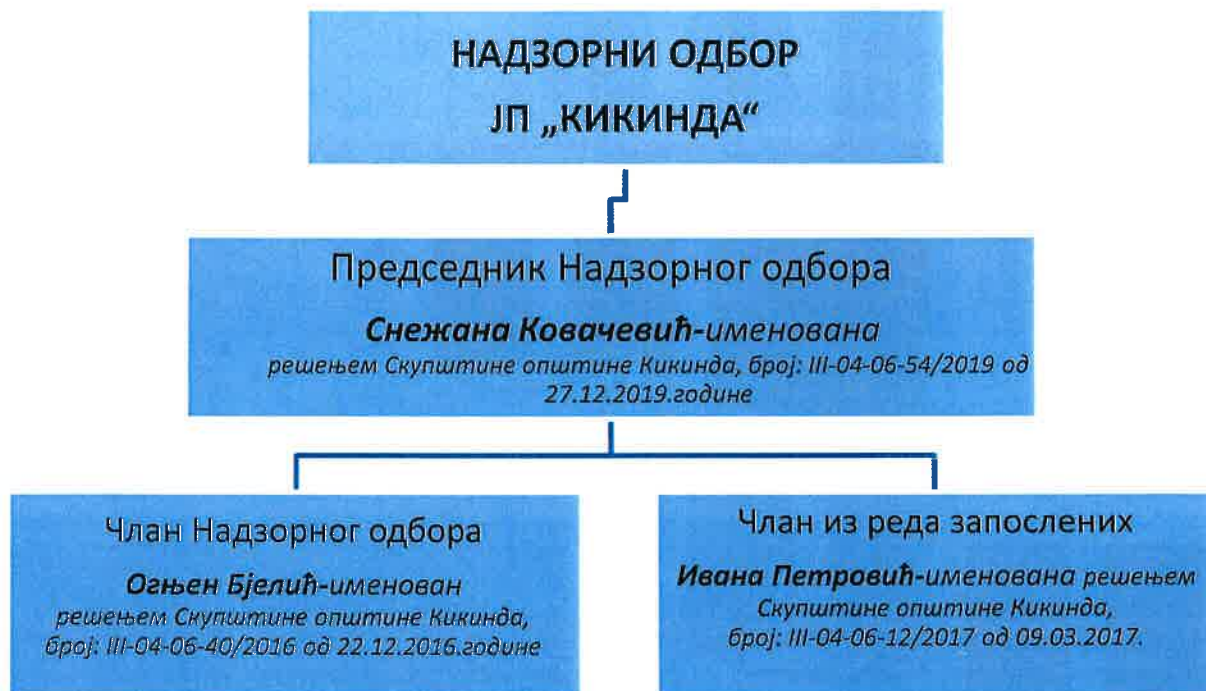 НАДЗОРНИ ОДБОР
ЈП „КИКИНДА“
Председник Надзорног одбора
Снежана Ковачевић-именована
решењем Скупштине општине Кикинда, број: III-04-06-54/2019 од
27.12.2019.године
Члан Надзорног одбора
Огњен Бјелић-именован
решењем Скупштине општине Кикинда,
број: III-04-06-40/2016 од 22.12.2016.године
Члан из реда запослених
Ивана Петровић-именована решењем
Скупштине општине Кикинда,
број: III-04-06-12/2017 од 09.03.2017.